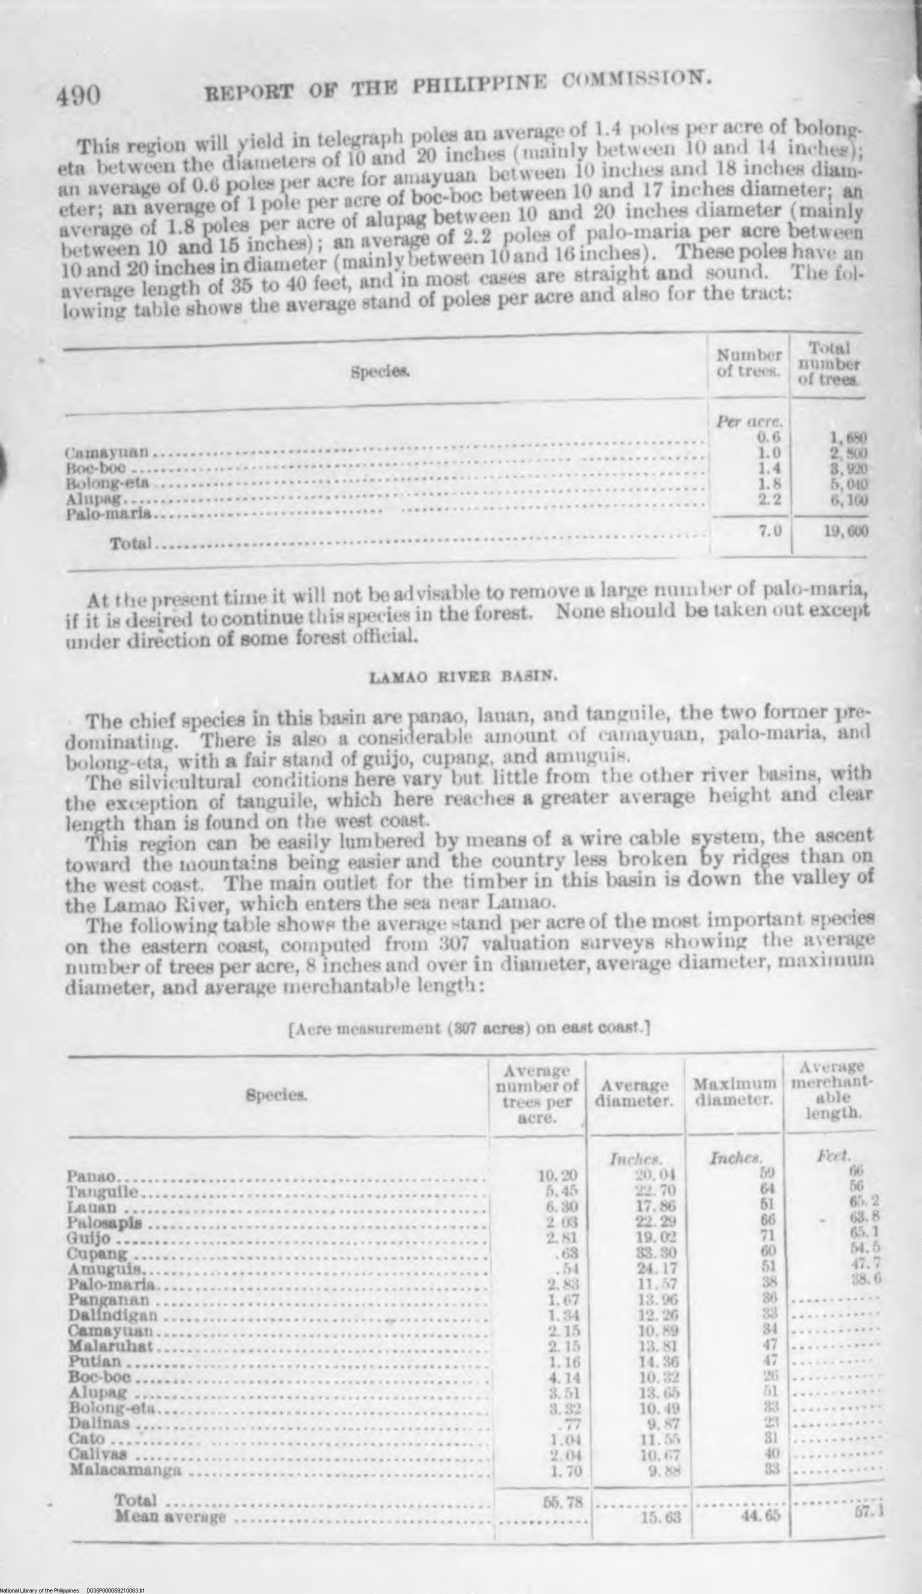 490 REPORT OF THE PHILIPPINE COMMISSION.
This region will yield in telegraph poles an average of 1.4 poles per acre of bolong-
eta between the diameters of 10 and 20 inches (mainly between 10 and 14 inches);
an average of 0.6 poles per acre for amayuan between 10 inches and 18 inches diam-
eter; an average of 1 pole per acre of boc-boc between 10 and 17 inches diameter; an
average of 1.8 poles per acre of alupag between 10 and 20 inches diameter (mainly
between 10 and 15 inches); an average of 2.2 poles of palo-maria per acre between
10 and 20 inches in diameter (mainly between 10 and 16 inches). These poles have an
average length of 35 to 40 feet, and in most cases are straight and sound. The fol-
lowing table shows the average stand of poles per acre and also for the tract:
Species. Number of trees. Total number of trees.
Per acre.
Camayuan 0.6 1,680
Boc-boc 1.0 2,800
Bolong-eta 1.4 3,920
Alupag 1.8 5,040
Palo-maria 2.2 6,160
Total 7.0 19,600
At the present time it will not be advisable to remove a large number of palo-maria,
if it is desired to continue this species in the forest. None should be taken out except
under direction of some forest official.
LAMAO RIVER BASIN.
The chief species in this basin are panao, lauan, and tanguile, the two former pre-
dominating. There is also a considerable amount of camayuan, palo-maria, and
bolong-eta, with a fair stand of guijo, cupang, and amuguis.
The silvicultural conditions here vary but little from the other river basins, with
the exception of tanguile, which here reaches a greater average height and clear
length than is found on the west coast.
This region can be easily lumbered by means of a wire cable system, the ascent
toward the mountains being easier and the country less broken by ridges than on
the west coast. The main outlet for the timber in this basin is down the valley of
the Lamao River, which enters the sea near Lamao.
The following table shows the average stand per acre of the most important species
on the eastern coast, computed from 307 valuation surveys showing the average
number of trees per acre, 8 inches and over in diameter, average diameter, maximum
diameter, and average merchantable length:
[Acre measurement (307 acres) on east coast.]
Species. Average number of trees per acre. Average diameter. Maximum diameter. Average merchant-able length.
Inches. Inches. Feet.
Panao 10.20 20.04 59 66
Tanguile 5.45 22.70 64 56
Lauan 6.30 17.86 51 65.2
Palosapis 2 03 22.29 66 63.8
Guijo 2.81 19.02 71 65.1
Cupang .63 33.30 60 54.5
Amuguis .54 24.17 51 47.7
Palo-maria 2.83 11.57 38 38.6
Panganan 1.67 13.96 36
Dalindigan 1.34 12.26 33
Camayuan 2.15 10.89 34
Malaruhat 2.15 13.81 47
Putian 1.16 14.36 47
Boc-boc 4.14 10.32 26
Alupag 3.51 13.65 51
Bolong-eta 3.32 10.49 33
Dalinas .77 9.87 23
Cato 1.04 11.55 31
Calivas 2.04 10.67 40
Malacamanga 1.70 9.88 33
Total 55.78
Mean average 15.63 44.65 57.1
National Library of the Philippines